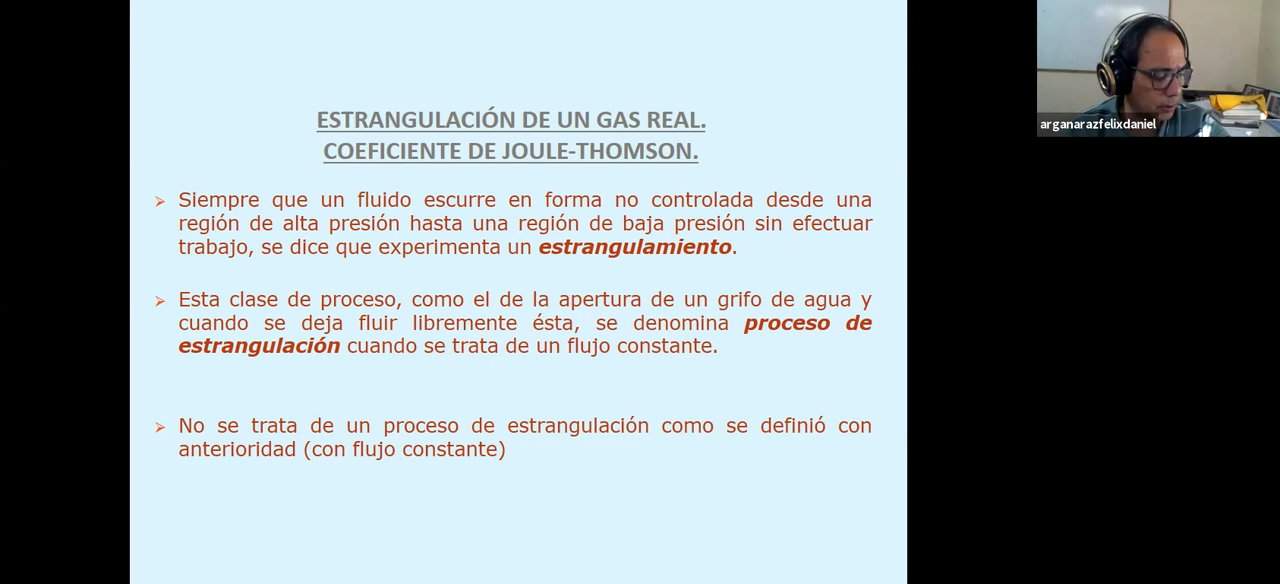 ESTRANGULACIÓN DE UN GAS REAL.
COEFICIENTE DE JOULE-THOMSON.
Siempre que un fluido escurre en forma no controlada desde una
región de alta presión hasta una región de baja presión sin efectuar
trabajo, se dice que experimenta un estrangulamiento.
Esta clase de proceso, como el de la apertura de un grifo de agua y
cuando se deja fluir libremente ésta, se denomina proceso de
estrangulación cuando se trata de un flujo constante.
No se trata de un proceso de estrangulación como se definió con
anterioridad (con flujo constante)
arganarazfelixdaniel